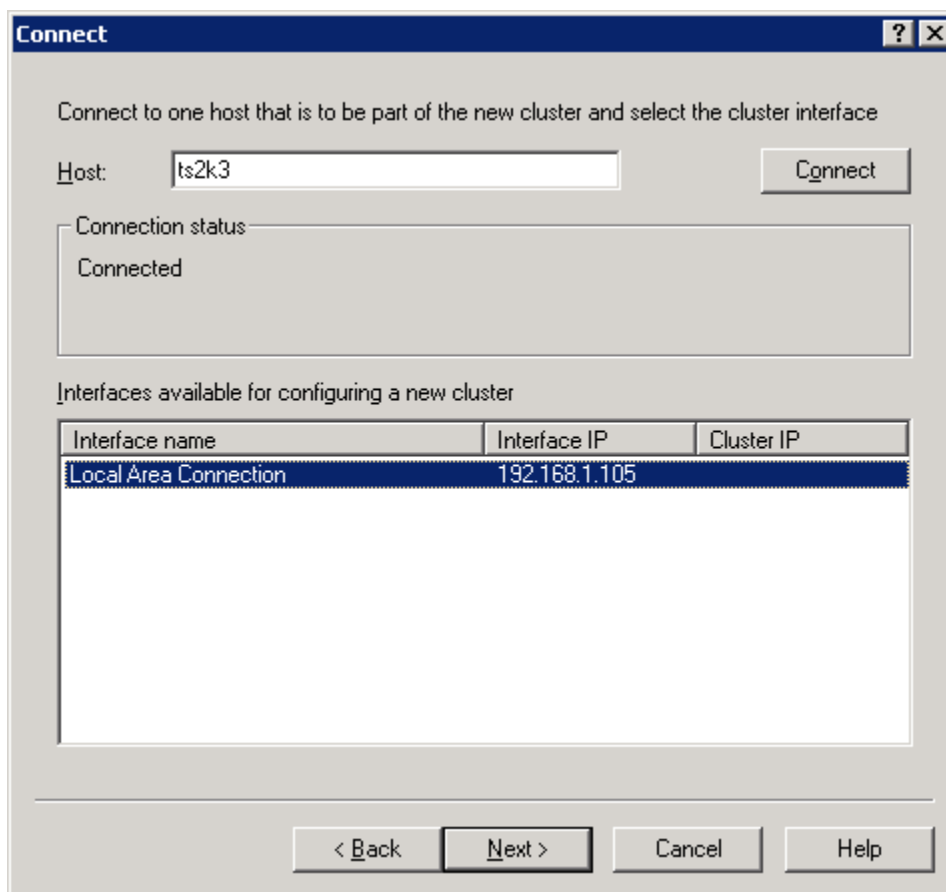 Connect
Connect to one host that is to be part of the new cluster and select the cluster interface
Host: ts2k3 Connect
Connection status
Connected
Interfaces available for configuring a new cluster
Interface name Interface IP Cluster IP
Local Area Connection 192.168.1.105
< Back Next > Cancel Help